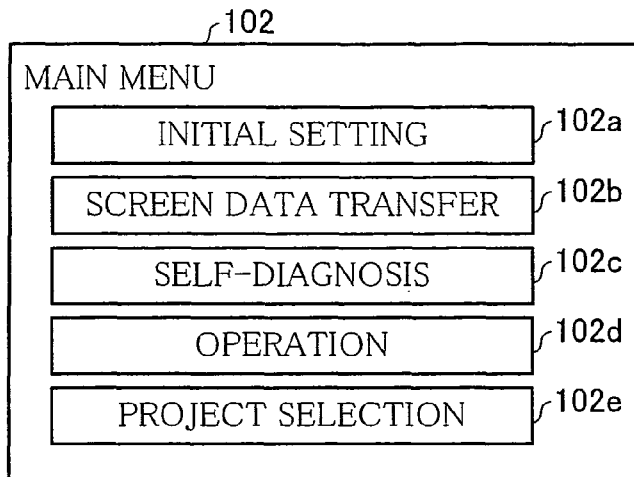 102
MAIN MENU
INITIAL SETTING 102a
SCREEN DATA TRANSFER 102b
SELF-DIAGNOSIS 102c
OPERATION 102d
PROJECT SELECTION 102e